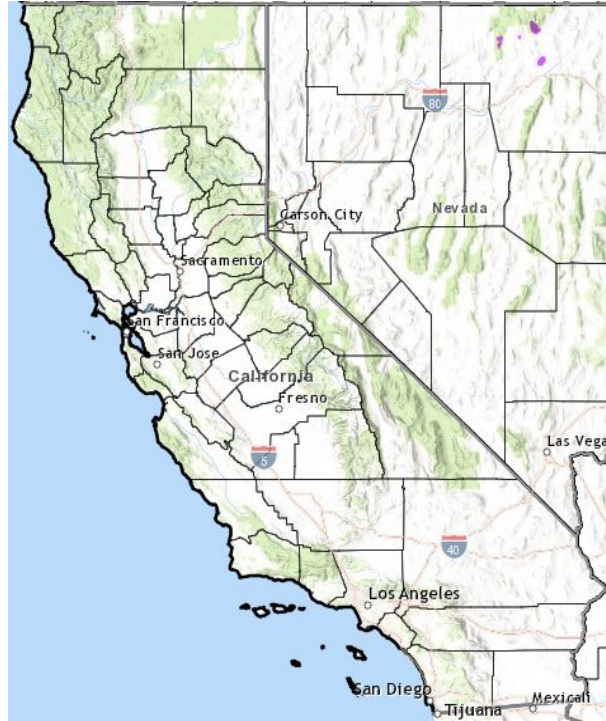 80
Nevada
Carson City
Sacramento
San Francisco
San Jose
California
Fresno
5
Las Vega
40
Los Angeles
San Diego
Tijuana
Mexicali